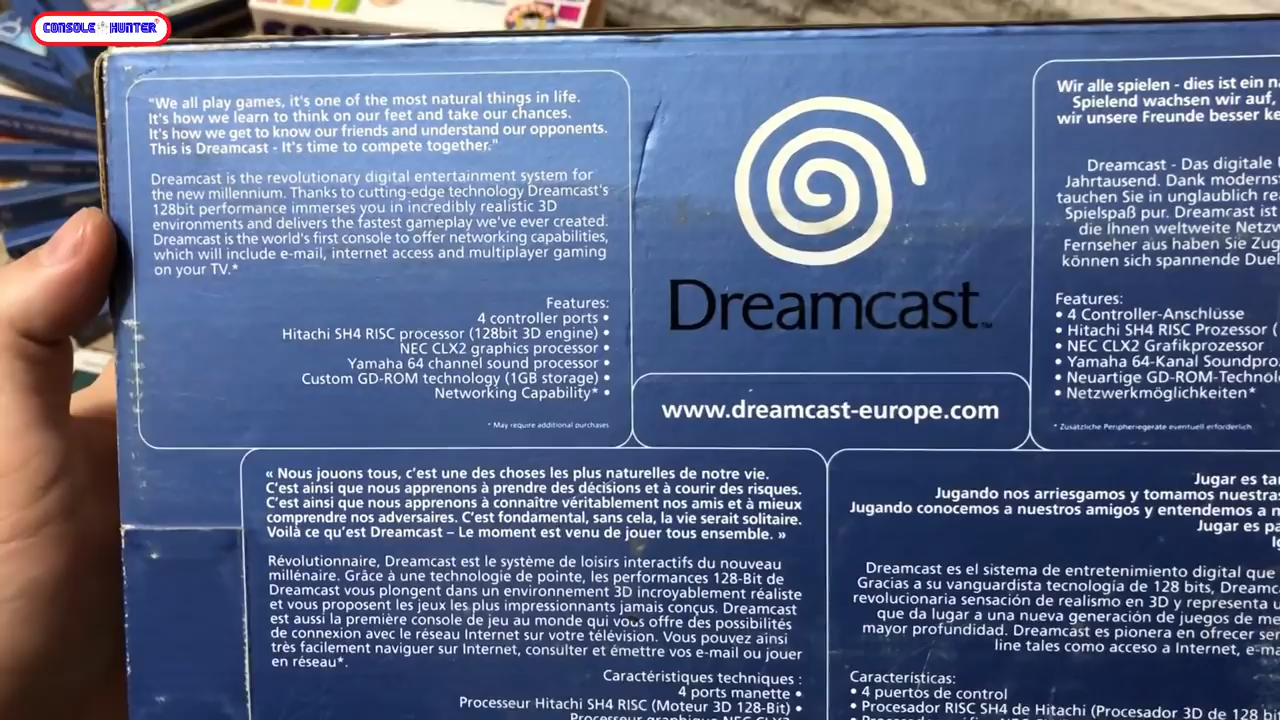 CONSOLE HUNTER
"We all play games, it's one of the most natural things in life.
It's how we learn to think on our feet and take our chances.
It's how we get to know our friends and understand our opponents.
This is Dreamcast - It's time to compete together."
Dreamcast is the revolutionary digital entertainment system for
the new millennium. Thanks to cutting-edge technology Dreamcast's
128bit performance immerses you in incredibly realistic 3D
environments and delivers the fastest gameplay we've ever created.
Dreamcast is the world's first console to offer networking capabilities,
which will include e-mail, internet access and multiplayer gaming
on your TV.*
Features:
4 controller ports •
Hitachi SH4 RISC processor (128bit 3D engine) •
NEC CLX2 graphics processor •
Yamaha 64 channel sound processor •
Custom GD-ROM technology (1GB storage) •
Networking Capability* •
* May require additional purchases
Dreamcast™
www.dreamcast-europe.com
Wir alle spielen - dies ist ein
Spielend wachsen wir auf,
wir unsere Freunde besser
Dreamcast - Das digitale
Jahrtausend. Dank
tauchen Sie in unglaublich
Spielspaß pur. Dreamcast ist
die Ihnen weltweite
Fernseher aus haben Sie
können sich spannende
Features:
• 4 Controller-Anschlüsse
• Hitachi SH4 RISC Prozessor (
• NEC CLX2 Grafikprozessor
• Yamaha 64-Kanal
• Neuartige
• Netzwerkmöglichkeiten*
* Zusätzliche Peripheriegeräte eventuell erforderlich
« Nous jouons tous, c'est une des choses les plus naturelles de notre vie.
C'est ainsi que nous apprenons à prendre des décisions et à courir des risques.
C'est ainsi que nous apprenons à connaître véritablement nos amis et à mieux
comprendre nos adversaires. C'est fondamental, sans cela, la vie serait solitaire.
Voilà ce qu'est Dreamcast – Le moment est venu de jouer tous ensemble. »
Révolutionnaire, Dreamcast est le système de loisirs interactifs du nouveau
millénaire. Grâce à une technologie de pointe, les performances 128-Bit de
Dreamcast vous plongent dans un environnement 3D incroyablement réaliste
et vous proposent les jeux les plus impressionnants jamais conçus. Dreamcast
est aussi la première console de jeu au monde qui vous offre des possibilités
de connexion avec le réseau Internet sur votre télévision. Vous pouvez ainsi
très facilement naviguer sur Internet, consulter et émettre vos e-mail ou jouer
en réseau*.
Caractéristiques techniques :
4 ports manette •
Processeur Hitachi SH4 RISC (Moteur 3D 128-Bit) •
Jugar es
Jugando nos arriesgamos y tomamos
Jugando conocemos a nuestros amigos y entendemos a
Jugar es
Dreamcast es el sistema de entretenimiento digital que
Gracias a su vanguardista tecnología de 128 bits,
revolucionaria sensación de realismo en 3D y representa
que da lugar a una nueva generación de juegos de
mayor profundidad. Dreamcast es pionera en ofrecer
line tales como acceso a Internet,
Características:
• 4 puertos de control
• Procesador RISC SH4 de Hitachi (Procesador 3D de 128